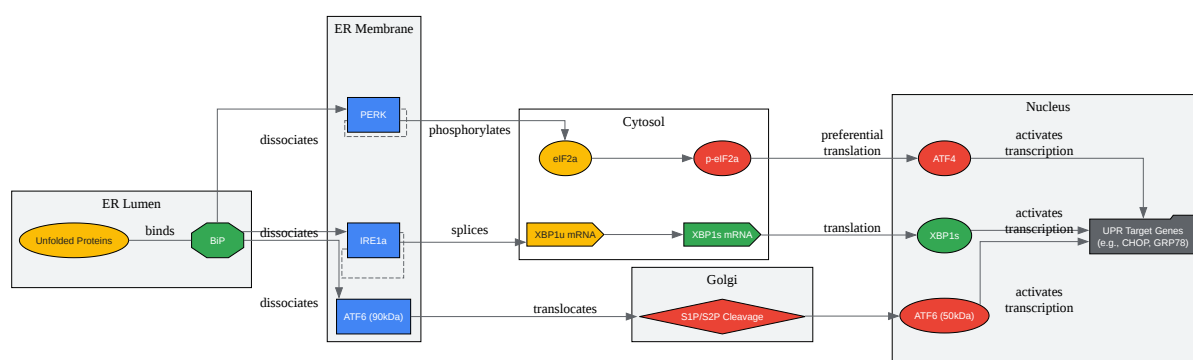 ER Membrane
PERK
dissociates
phosphorylates
Cytosol
eIF2a
p-eIF2a
preferential
translation
Nucleus
ATF4
activates
transcription
ER Lumen
Unfolded Proteins
binds
BiP
dissociates
IRE1a
splices
XBP1u mRNA
XBP1s mRNA
translation
XBP1s
activates
transcription
UPR Target Genes
(e.g., CHOP, GRP78)
dissociates
ATF6 (90kDa)
translocates
Golgi
S1P/S2P Cleavage
ATF6 (50kDa)
activates
transcription